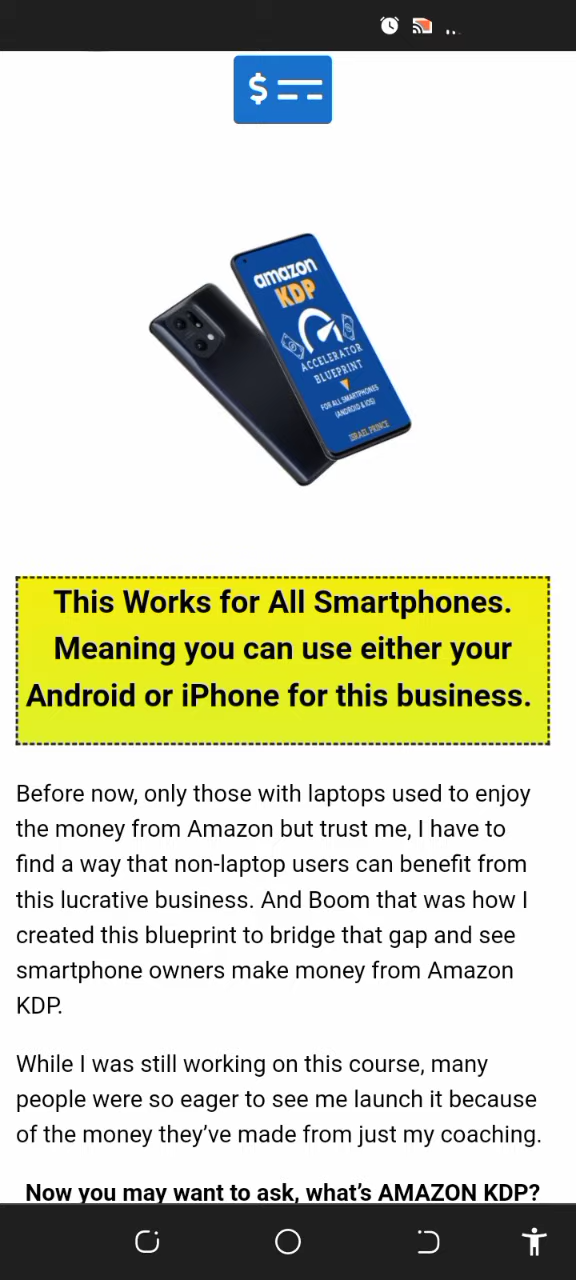 $
amazon
KDP
ACCELERATOR
BLUEPRINT
FOR ALL SMARTPHONES
(ANDROID & IOS)
ISRAEL PRINCE
This Works for All Smartphones.
Meaning you can use either your
Android or iPhone for this business.
Before now, only those with laptops used to enjoy
the money from Amazon but trust me, I have to
find a way that non-laptop users can benefit from
this lucrative business. And Boom that was how I
created this blueprint to bridge that gap and see
smartphone owners make money from Amazon
KDP.
While I was still working on this course, many
people were so eager to see me launch it because
of the money they’ve made from just my coaching.
Now you may want to ask, what’s AMAZON KDP?